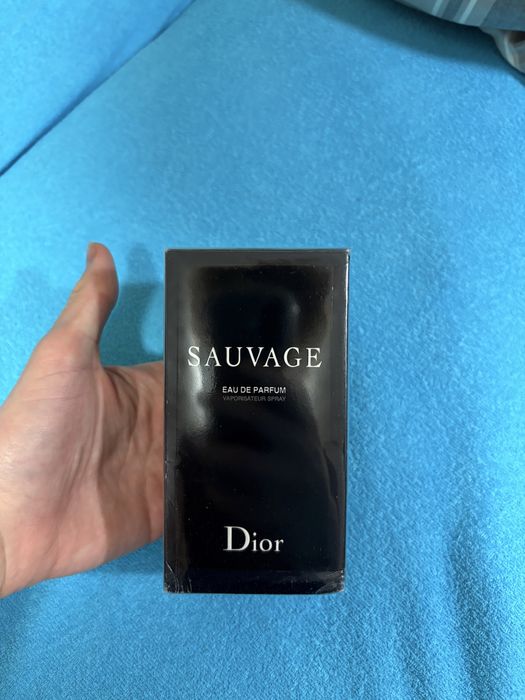 SAUVAGE
EAU DE PARFUM
VAPORISATEUR SPRAY
Dior